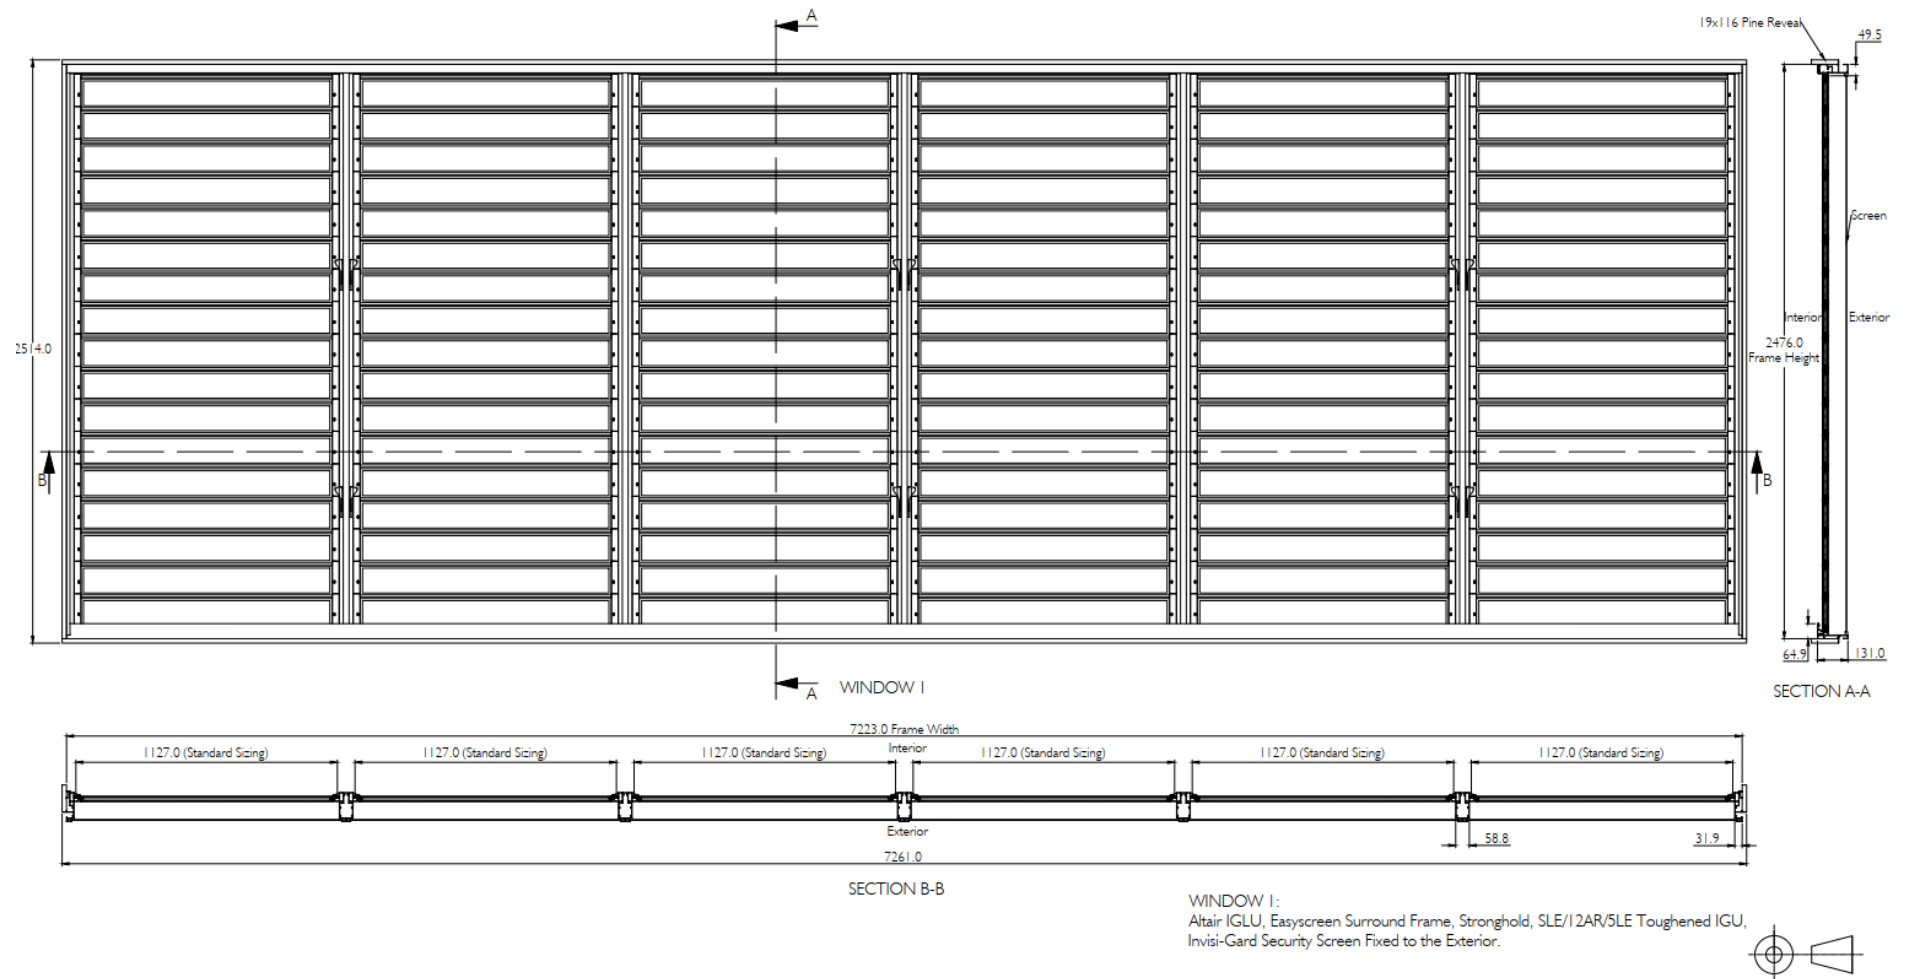 A
19x116 Pine Reveal
49.5
Screen
2514.0
Interior
Exterior
2476.0
Frame Height
B
B
64.9
131.0
A
WINDOW 1
SECTION A-A
7223.0 Frame Width
Interior
1127.0 (Standard Sizing)
1127.0 (Standard Sizing)
1127.0 (Standard Sizing)
1127.0 (Standard Sizing)
1127.0 (Standard Sizing)
1127.0 (Standard Sizing)
Exterior
58.8
31.9
7261.0
SECTION B-B
WINDOW 1:
Altair IGLU, Easyscreen Surround Frame, Stronghold, SLE/12AR/5LE Toughened IGU,
Invisi-Gard Security Screen Fixed to the Exterior.